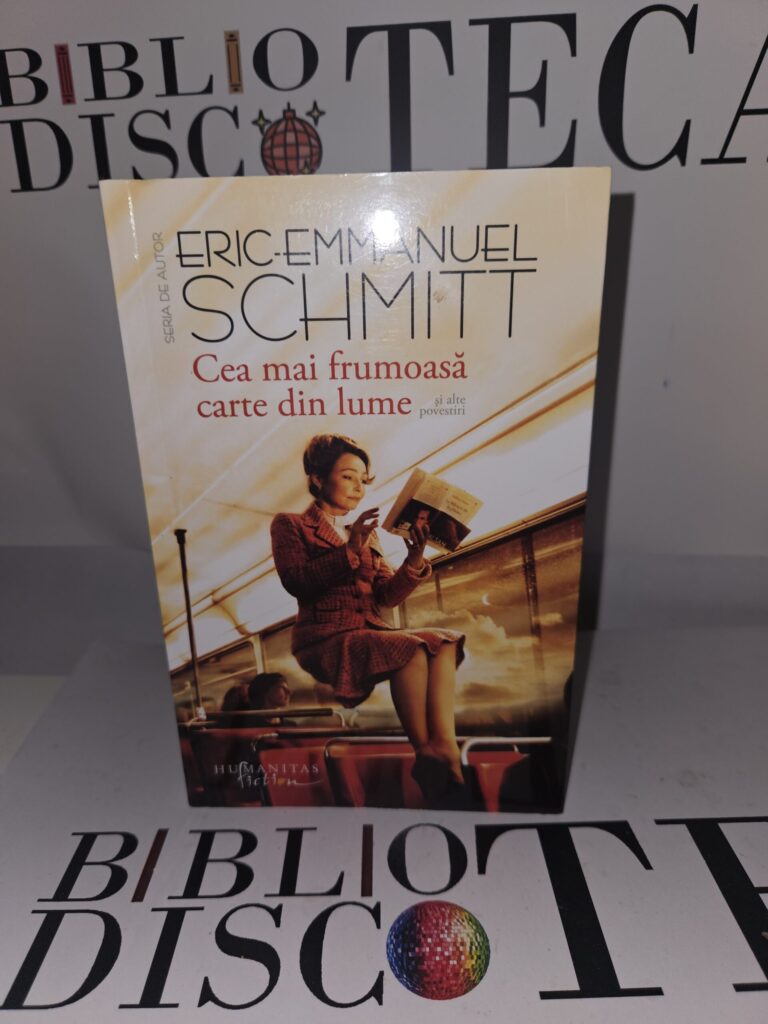 BIBLIO TECA
DISCO
SERIA DE AUTOR
ERIC-EMMANUEL
SCHMITT
Cea mai frumoasă
carte din lume
și alte
povestiri
HUMANITAS
fiction
BIBLIO TE
DISCO